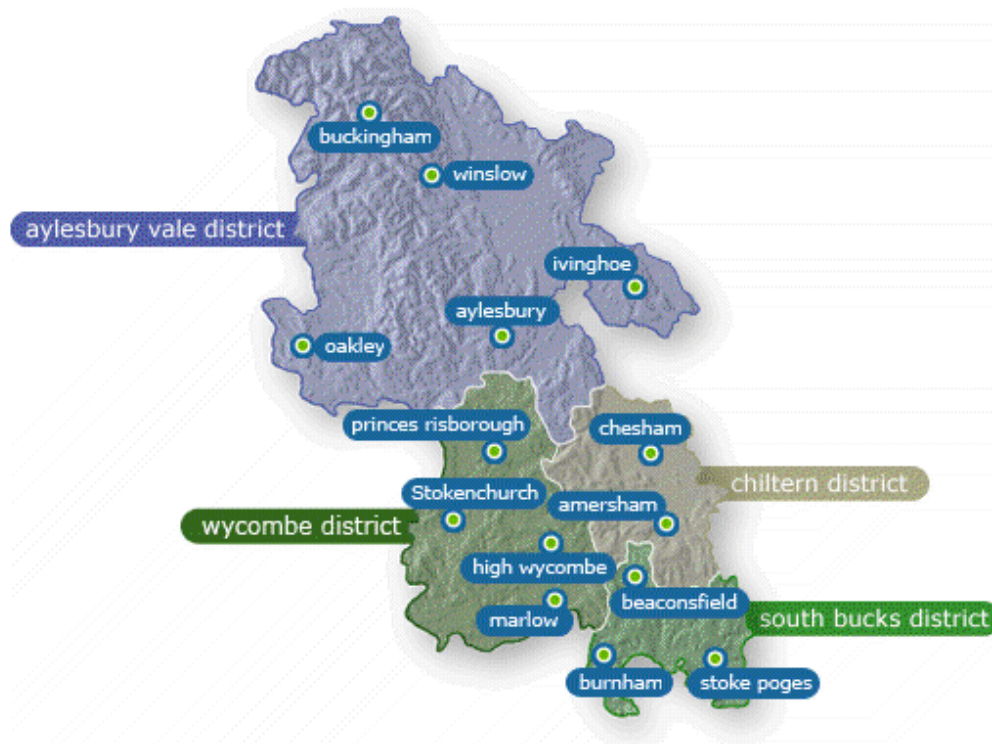 buckingham
winslow
aylesbury vale district
ivinghoe
aylesbury
oakley
princes risborough
chesham
chiltern district
Stokenchurch
amersham
wycombe district
high wycombe
beaconsfield
marlow
south bucks district
burnham
stoke poges